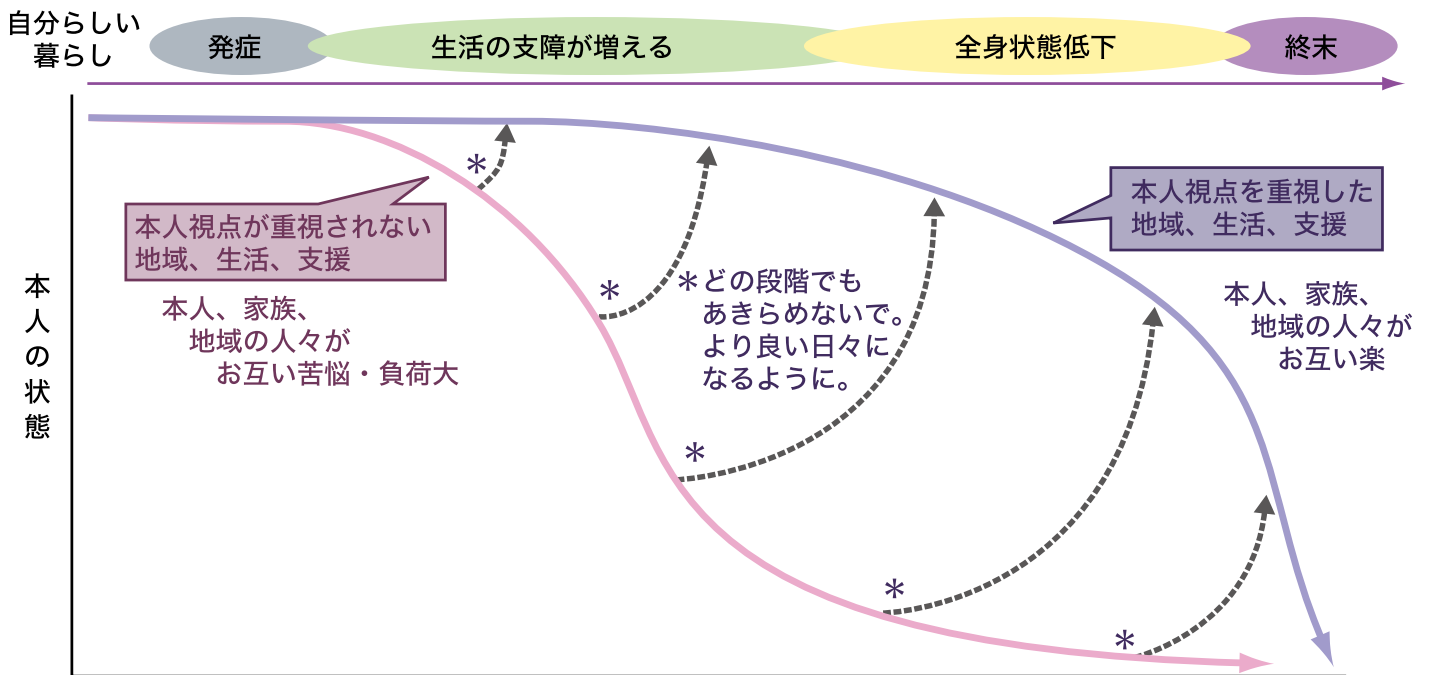 自分らしい
暮らし
発症
生活の支障が増える
全身状態低下
終末
本人の状態
本人視点が重視されない
地域、生活、支援
本人、家族、
地域の人々が
お互い苦悩・負荷大
*
*
*
*
*
*どの段階でも
あきらめないで。
より良い日々に
なるように。
本人視点を重視した
地域、生活、支援
本人、家族、
地域の人々が
お互い楽